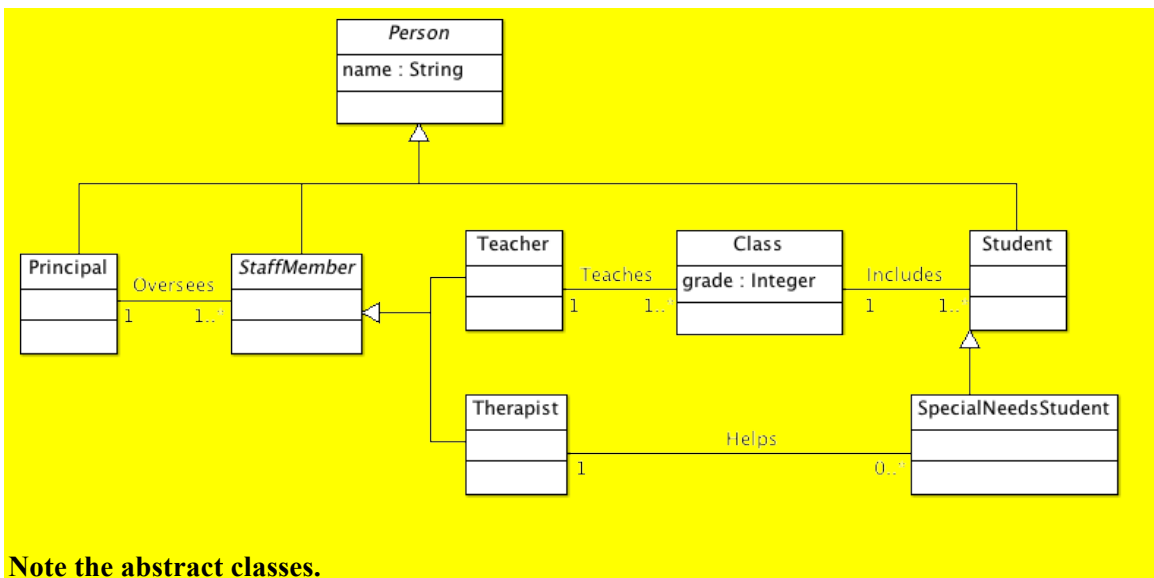 Person
name : String
Principal
Oversees
1
1..*
StaffMember
Teacher
Teaches
1
1..*
Class
grade : Integer
Includes
1
1..*
Student
Therapist
Helps
1
0..*
SpecialNeedsStudent
Note the abstract classes.